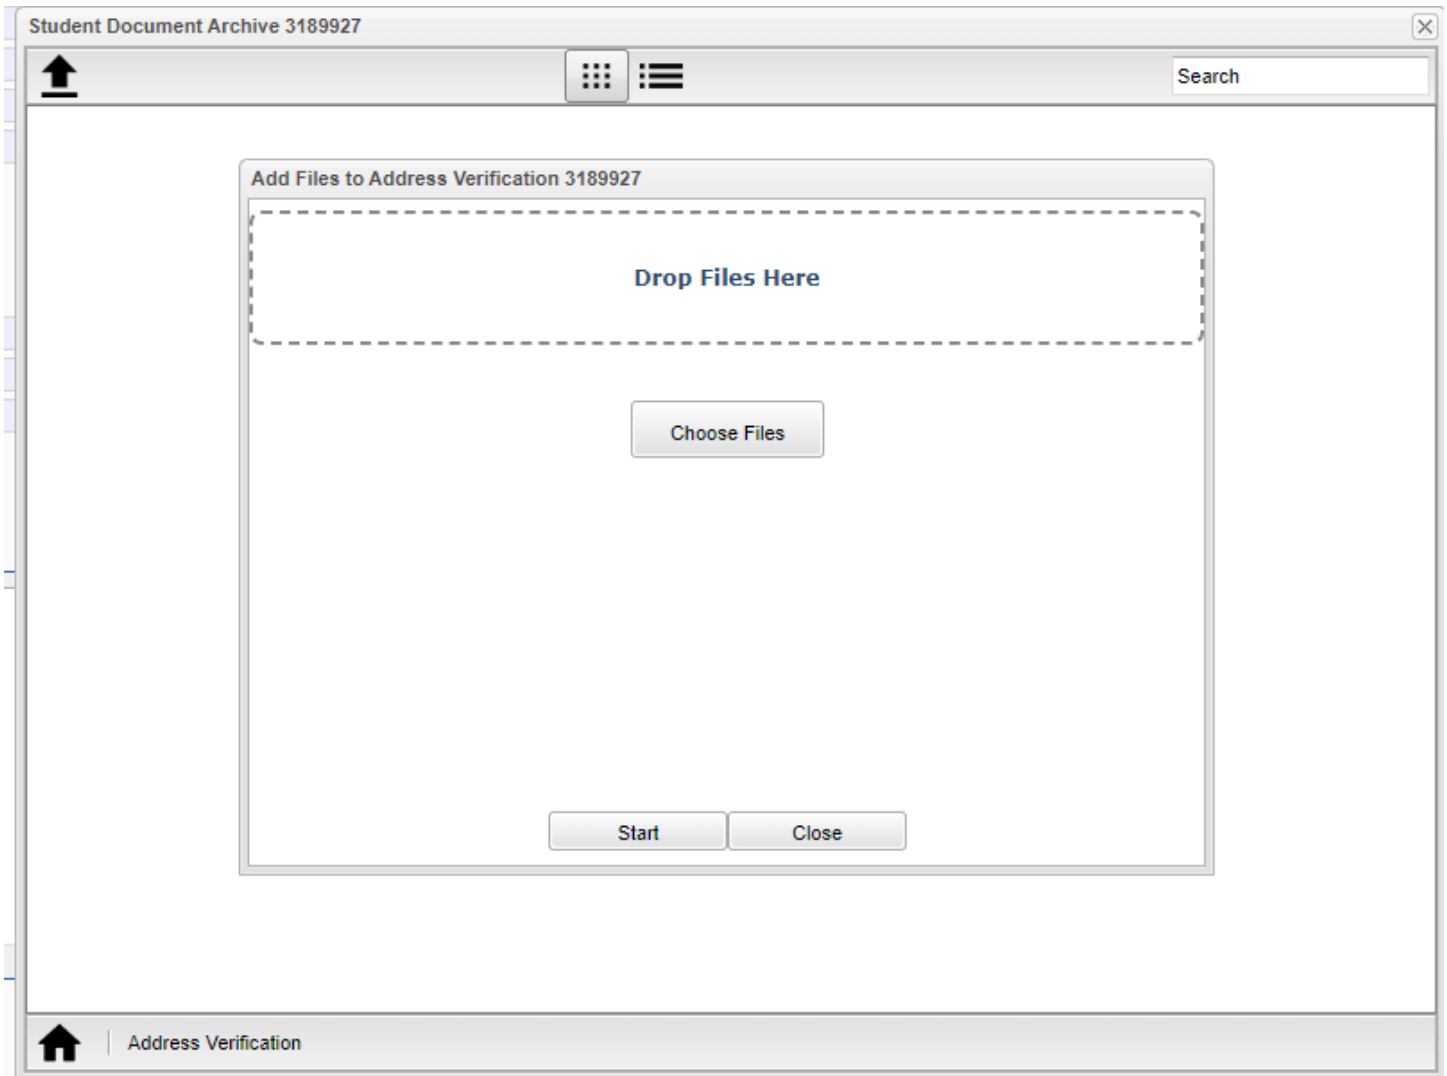 Student Document Archive 3189927
Search
Add Files to Address Verification 3189927
Drop Files Here
Choose Files
Start
Close
Address Verification